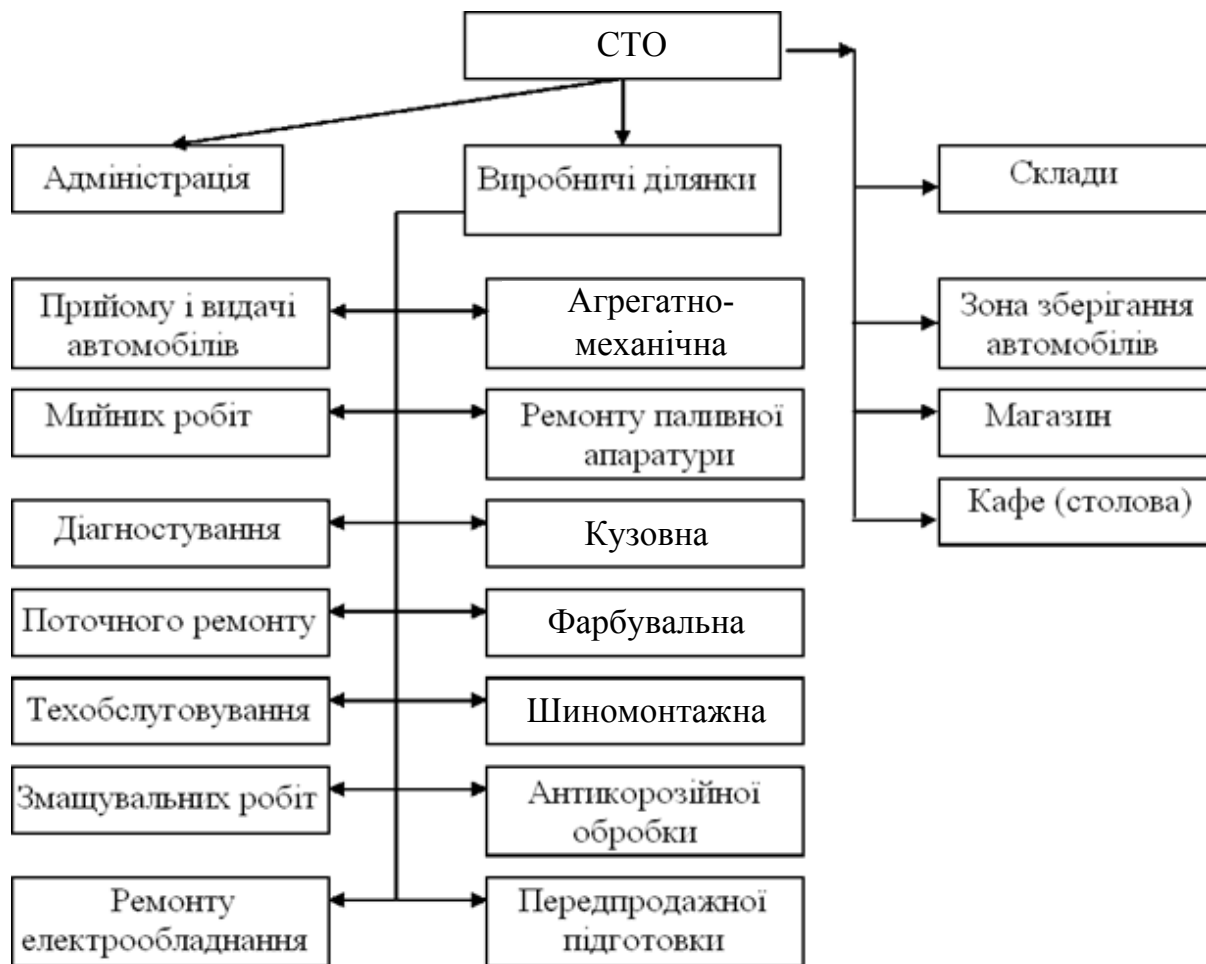 СТО
Адміністрація
Виробничі ділянки
Склади
Прийому і видачі
автомобілів
Агрегатно-
механічна
Зона зберігання
автомобілів
Мийних робіт
Ремонту паливної
апаратури
Магазин
Діагностування
Кузовна
Кафе (столова)
Поточного ремонту
Фарбувальна
Техобслуговування
Шиномонтажна
Змащувальних робіт
Антикорозійної
обробки
Ремонту
електрообладнання
Передпродажної
підготовки